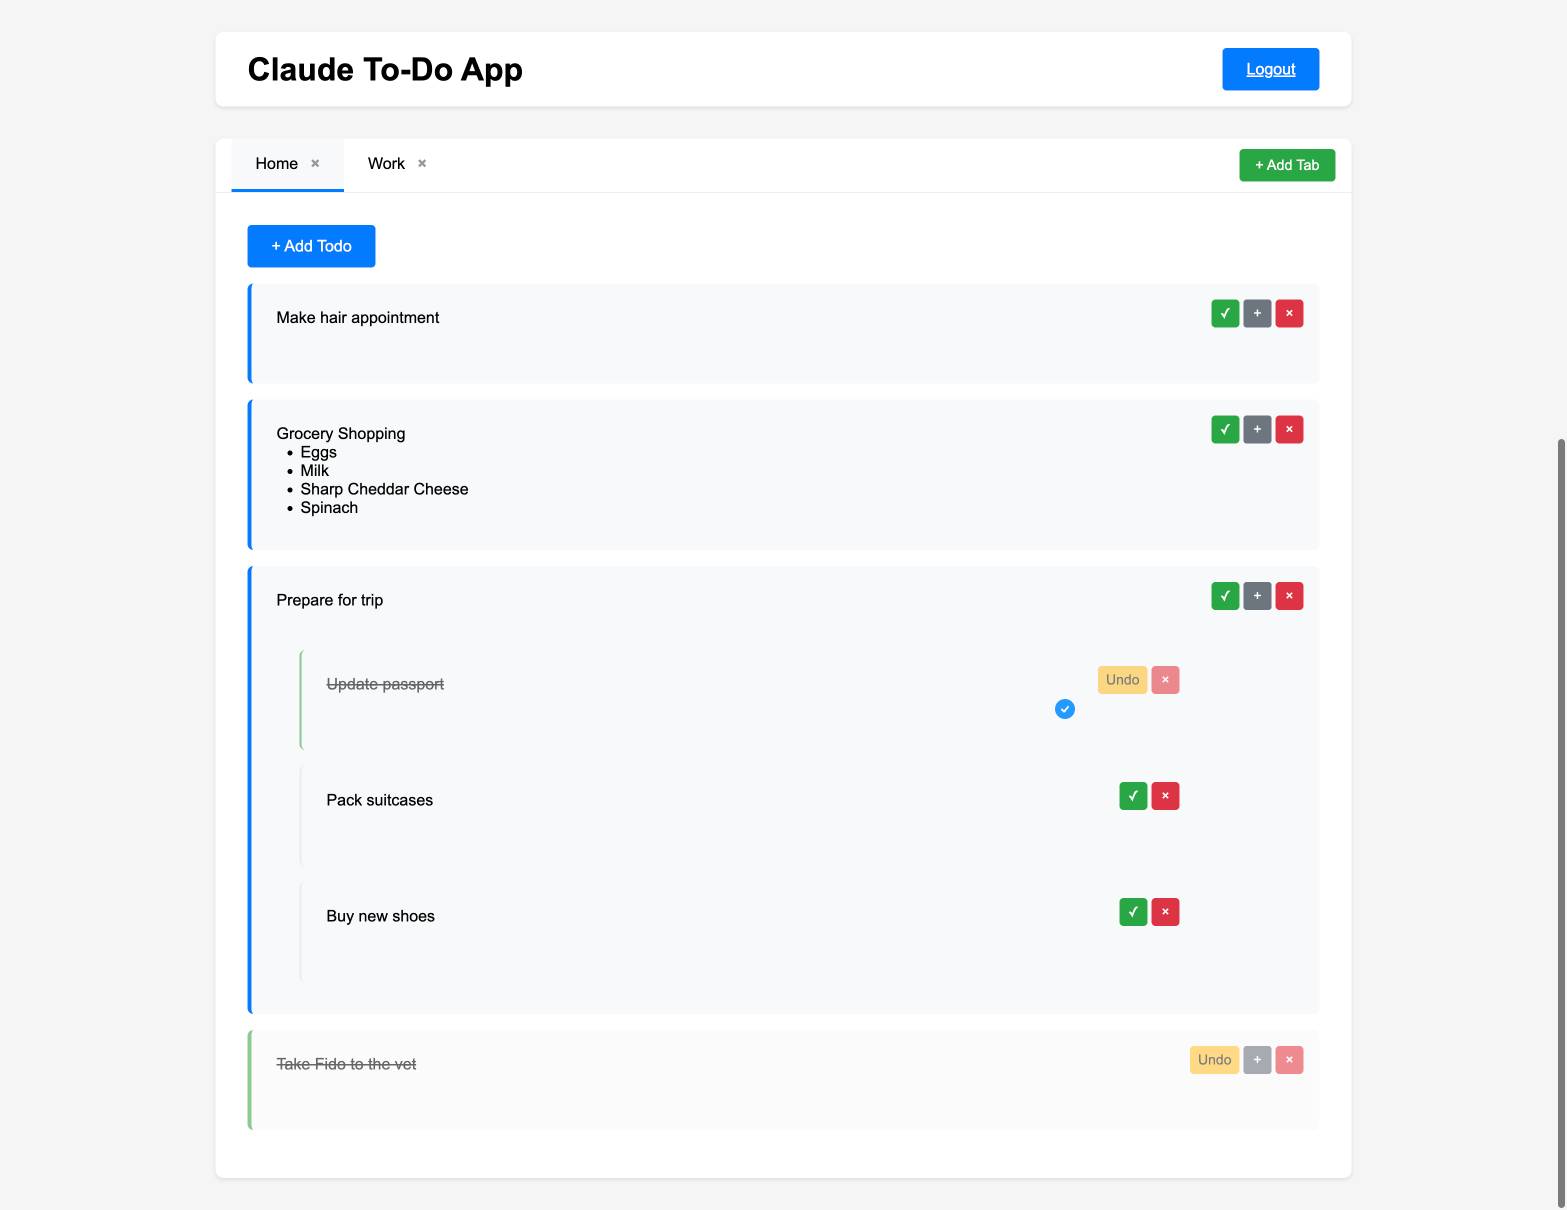 Claude To-Do App
Logout
Home ×
Work ×
+ Add Tab
+ Add Todo
Make hair appointment
✓ + ×
Grocery Shopping
✓ + ×
• Eggs
• Milk
• Sharp Cheddar Cheese
• Spinach
Prepare for trip
✓ + ×
Update passport
Undo ×
Pack suitcases
✓ ×
Buy new shoes
✓ ×
Take Fido to the vet
Undo + ×